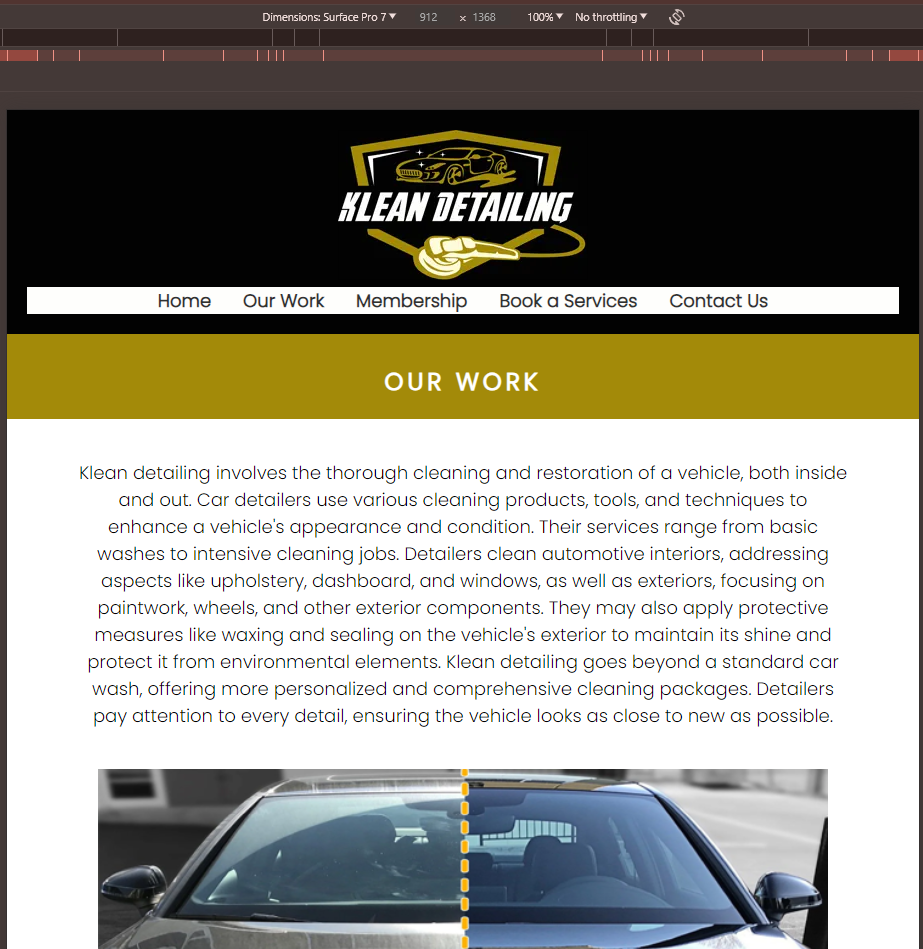 Dimensions: Surface Pro 7 912 x 1368 100% No throttling
KLEAN DETAILING
Home Our Work Membership Book a Services Contact Us
OUR WORK
Klean detailing involves the thorough cleaning and restoration of a vehicle, both inside
and out. Car detailers use various cleaning products, tools, and techniques to
enhance a vehicle's appearance and condition. Their services range from basic
washes to intensive cleaning jobs. Detailers clean automotive interiors, addressing
aspects like upholstery, dashboard, and windows, as well as exteriors, focusing on
paintwork, wheels, and other exterior components. They may also apply protective
measures like waxing and sealing on the vehicle's exterior to maintain its shine and
protect it from environmental elements. Klean detailing goes beyond a standard car
wash, offering more personalized and comprehensive cleaning packages. Detailers
pay attention to every detail, ensuring the vehicle looks as close to new as possible.